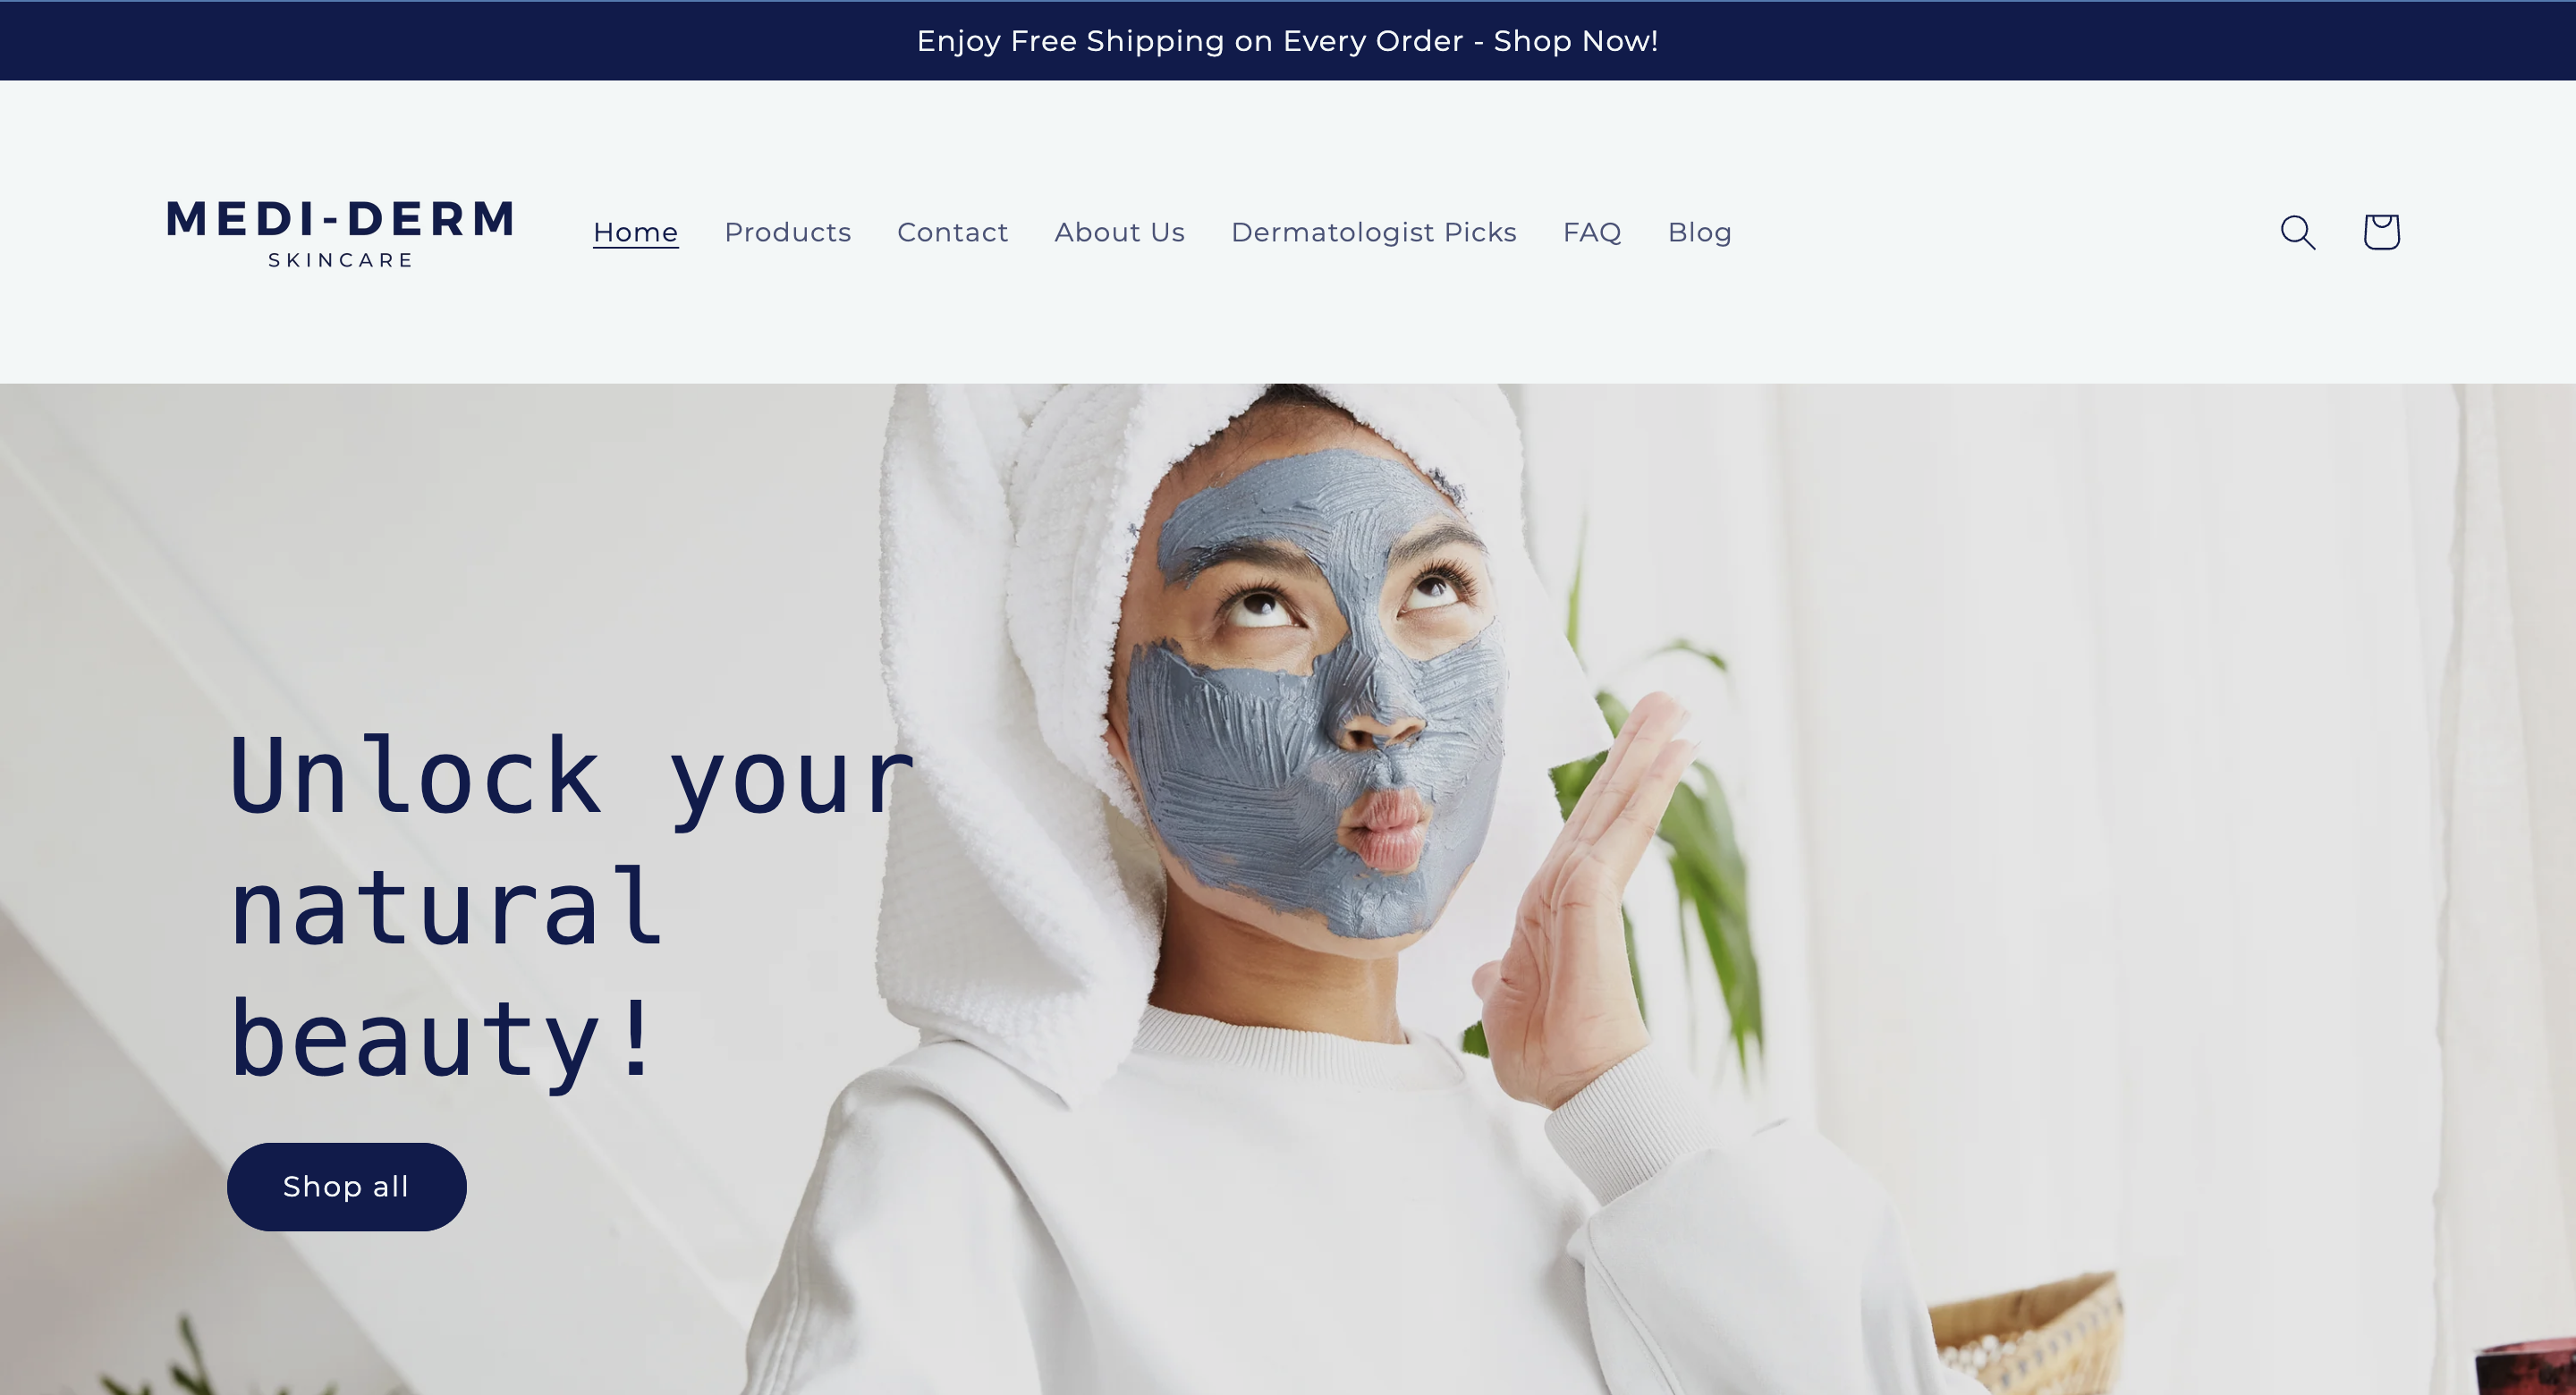 Enjoy Free Shipping on Every Order - Shop Now!
MEDI-DERM
SKINCARE
Home Products Contact About Us Dermatologist Picks FAQ Blog
Unlock your
natural
beauty!
Shop all